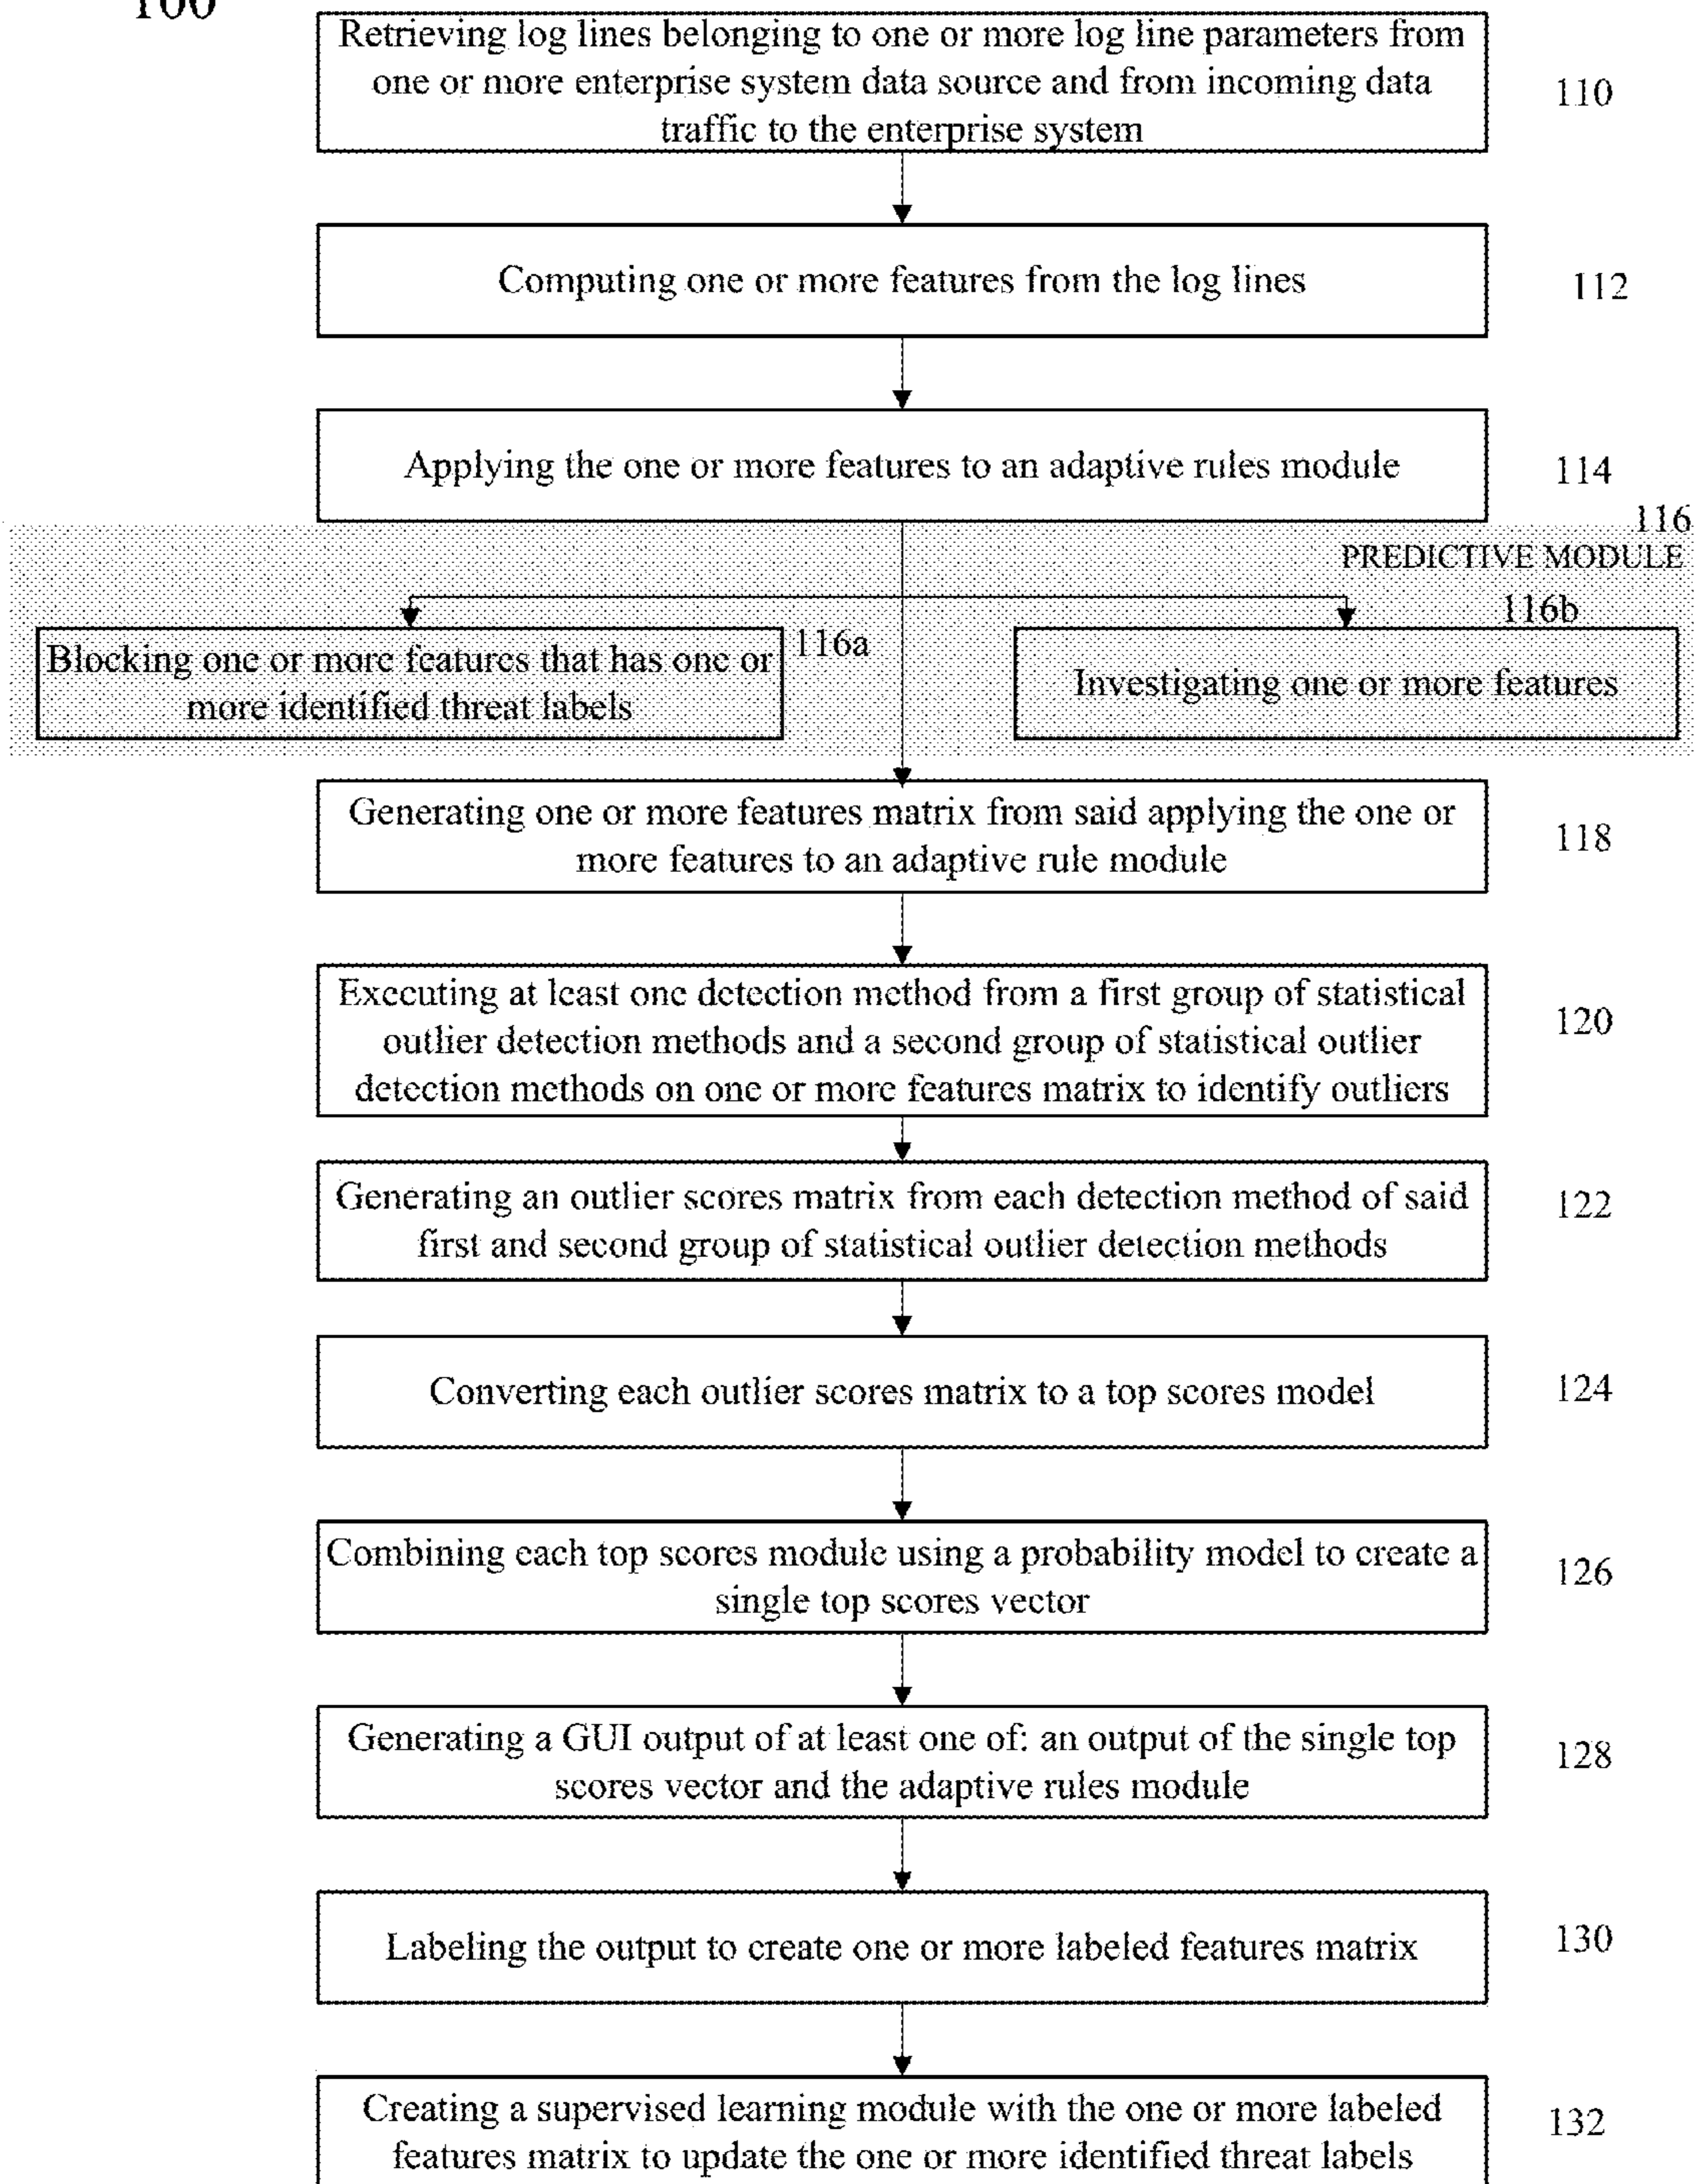 100
Retrieving log lines belonging to one or more log line parameters from
one or more enterprise system data source and from incoming data
traffic to the enterprise system
110
Computing one or more features from the log lines
112
Applying the one or more features to an adaptive rules module
114
116
PREDICTIVE MODULE
116b
Blocking one or more features that has one or
more identified threat labels
116a
Investigating one or more features
Generating one or more features matrix from said applying the one or
more features to an adaptive rule module
118
Executing at least one detection method from a first group of statistical
outlier detection methods and a second group of statistical outlier
detection methods on one or more features matrix to identify outliers
120
Generating an outlier scores matrix from each detection method of said
first and second group of statistical outlier detection methods
122
Converting each outlier scores matrix to a top scores model
124
Combining each top scores module using a probability model to create a
single top scores vector
126
Generating a GUI output of at least one of: an output of the single top
scores vector and the adaptive rules module
128
Labeling the output to create one or more labeled features matrix
130
Creating a supervised learning module with the one or more labeled
features matrix to update the one or more identified threat labels
132